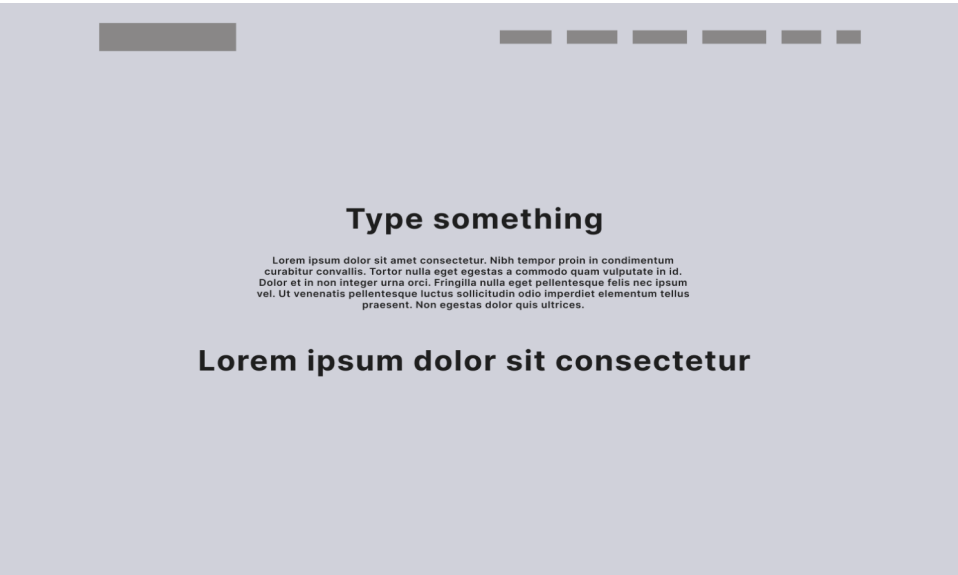 Type something
Lorem ipsum dolor sit amet consectetur. Nibh tempor proin in condimentum
curabitur convallis. Tortor nulla eget egestas a commodo quam vulputate in id.
Dolor et in non integer urna orci. Fringilla nulla eget pellentesque felis nec ipsum
vel. Ut venenatis pellentesque luctus sollicitudin odio imperdiet elementum tellus
praesent. Non egestas dolor quis ultrices.
Lorem ipsum dolor sit consectetur